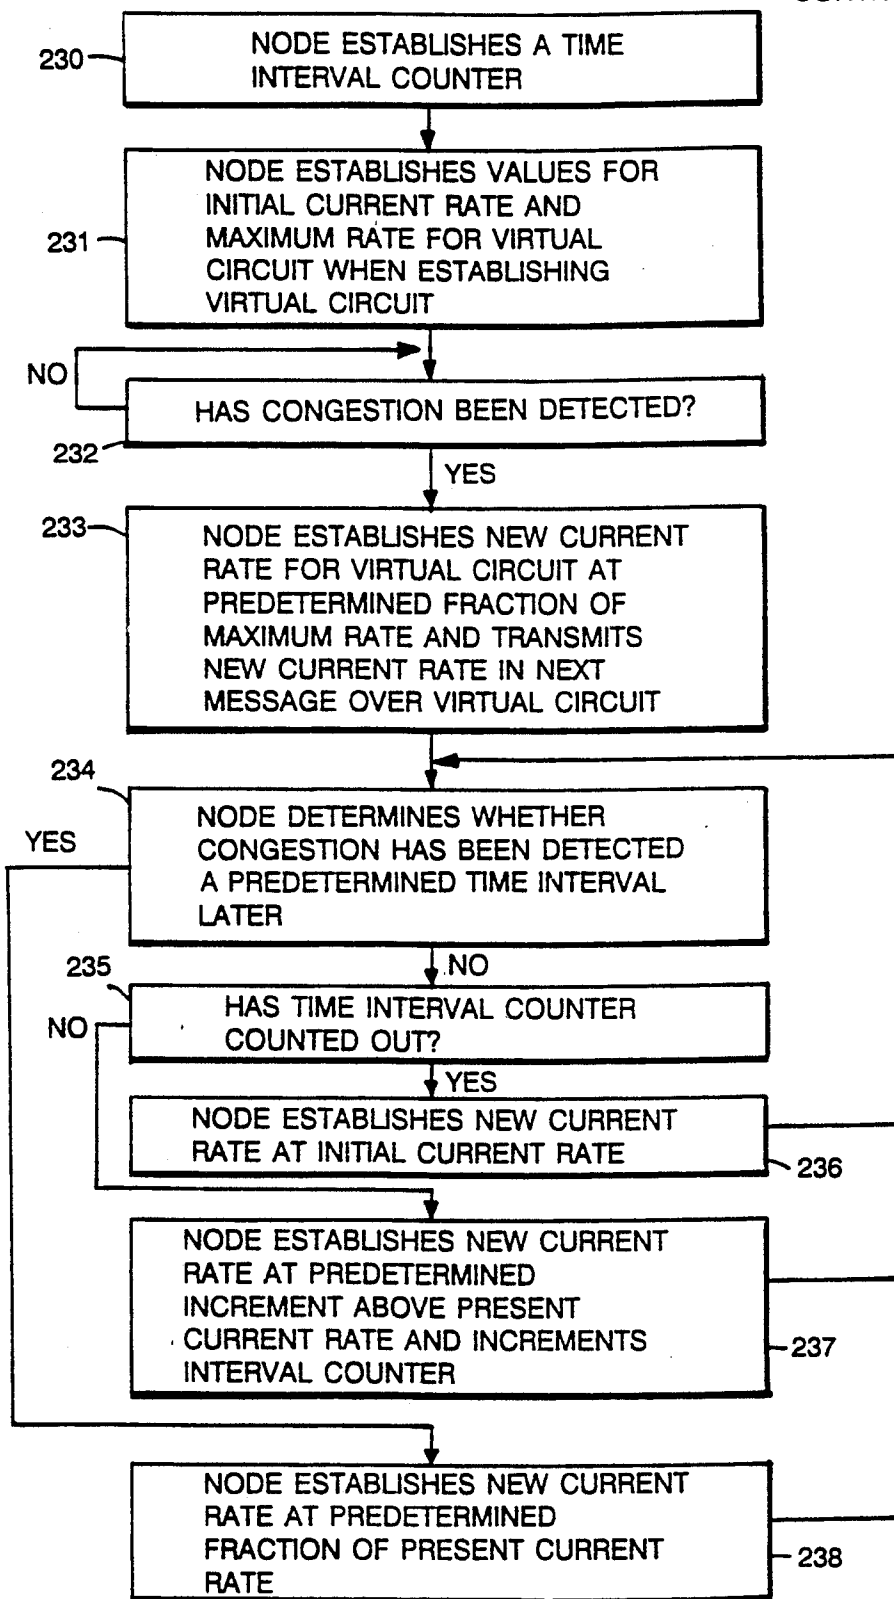 230
NODE ESTABLISHES A TIME
INTERVAL COUNTER
231
NODE ESTABLISHES VALUES FOR
INITIAL CURRENT RATE AND
MAXIMUM RATE FOR VIRTUAL
CIRCUIT WHEN ESTABLISHING
VIRTUAL CIRCUIT
NO
HAS CONGESTION BEEN DETECTED?
232
YES
233
NODE ESTABLISHES NEW CURRENT
RATE FOR VIRTUAL CIRCUIT AT
PREDETERMINED FRACTION OF
MAXIMUM RATE AND TRANSMITS
NEW CURRENT RATE IN NEXT
MESSAGE OVER VIRTUAL CIRCUIT
234
YES
NODE DETERMINES WHETHER
CONGESTION HAS BEEN DETECTED
A PREDETERMINED TIME INTERVAL
LATER
NO
235
NO
HAS TIME INTERVAL COUNTER
COUNTED OUT?
YES
NODE ESTABLISHES NEW CURRENT
RATE AT INITIAL CURRENT RATE
236
NODE ESTABLISHES NEW CURRENT
RATE AT PREDETERMINED
INCREMENT ABOVE PRESENT
CURRENT RATE AND INCREMENTS
INTERVAL COUNTER
237
NODE ESTABLISHES NEW CURRENT
RATE AT PREDETERMINED
FRACTION OF PRESENT CURRENT
RATE
238